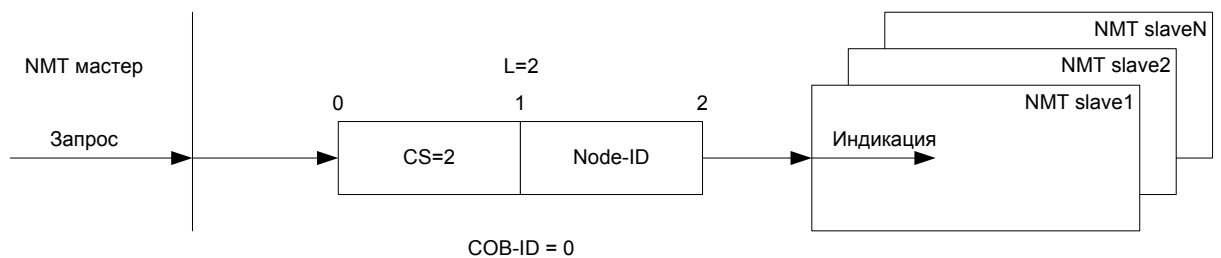 NMT slaveN
NMT мастер
L=2
NMT slave2
0 1 2
NMT slave1
Запрос
CS=2
Node-ID
Индикация
COB-ID = 0